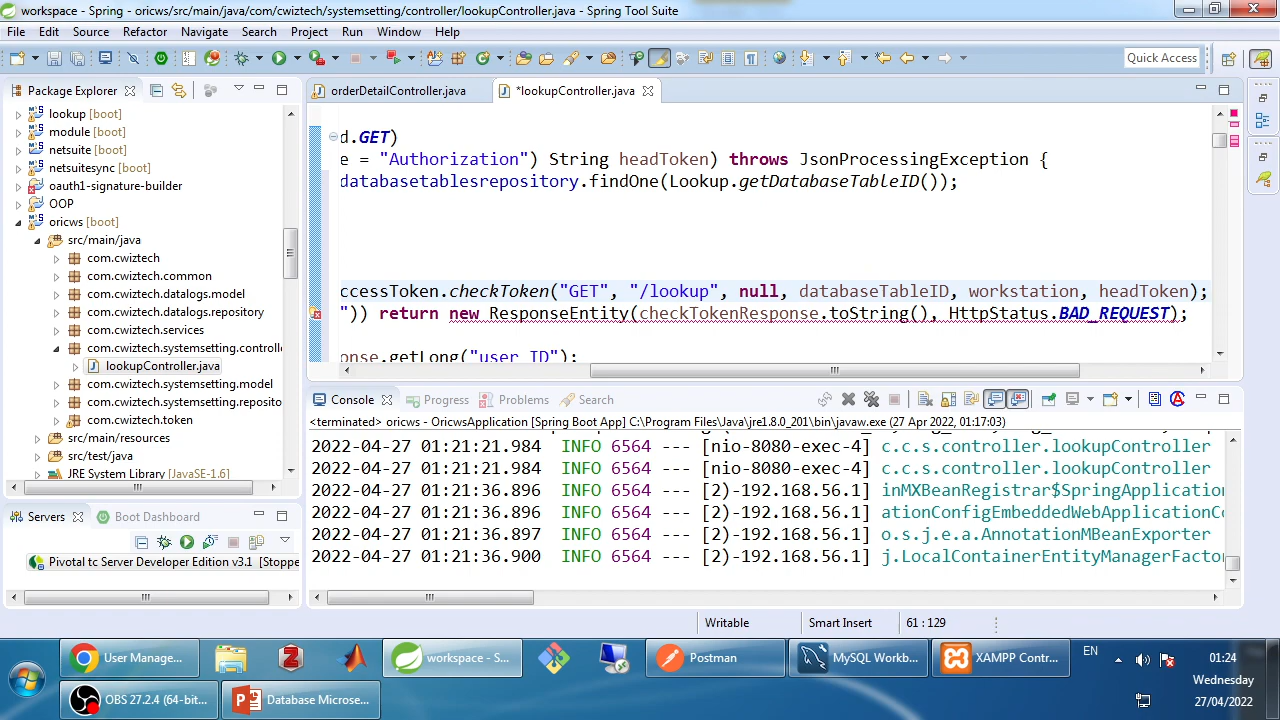 workspace - Spring - oricws/src/main/java/com/cwiztech/systemsetting/controller/lookupController.java - Spring Tool Suite
File Edit Source Refactor Navigate Search Project Run Window Help
Quick Access
Package Explorer
orderDetailController.java
*lookupController.java
lookup [boot]
module [boot]
netsuite [boot]
netsuitesync [boot]
oauth1-signature-builder
OOP
oricws [boot]
src/main/java
com.cwiztech
com.cwiztech.common
com.cwiztech.datalogs.model
com.cwiztech.datalogs.repository
com.cwiztech.services
com.cwiztech.systemsetting.controlle
lookupController.java
com.cwiztech.systemsetting.model
com.cwiztech.systemsetting.reposito
com.cwiztech.token
src/main/resources
src/test/java
JRE System Library [JavaSE-1.6]
d.GET)
e = "Authorization") String headToken) throws JsonProcessingException {
databasetablesrepository.findOne(Lookup.getDatabaseTableID());
ccessToken.checkToken("GET", "/lookup", null, databaseTableID, workstation, headToken);
")) return new ResponseEntity(checkTokenResponse.toString(), HttpStatus.BAD_REQUEST);
onse.getLong("user_ID");
Console Progress Problems Search
<terminated> oricws - OricwsApplication [Spring Boot App] C:\Program Files\Java\jre1.8.0_201\bin\javaw.exe (27 Apr 2022, 01:17:03)
2022-04-27 01:21:21.984 INFO 6564 --- [nio-8080-exec-4] c.c.s.controller.lookupController
2022-04-27 01:21:21.984 INFO 6564 --- [nio-8080-exec-4] c.c.s.controller.lookupController
2022-04-27 01:21:36.896 INFO 6564 --- [2)-192.168.56.1] inMXBeanRegistrar$SpringApplication
2022-04-27 01:21:36.896 INFO 6564 --- [2)-192.168.56.1] ationConfigEmbeddedWebApplicationCo
2022-04-27 01:21:36.897 INFO 6564 --- [2)-192.168.56.1] o.s.j.e.a.AnnotationMBeanExporter
2022-04-27 01:21:36.900 INFO 6564 --- [2)-192.168.56.1] j.LocalContainerEntityManagerFactor
Servers Boot Dashboard
Pivotal tc Server Developer Edition v3.1 [Stoppe
Writable Smart Insert 61 : 129
User Manage...
workspace - S...
Postman
MySQL Workb...
XAMPP Contr...
EN
01:24
Wednesday
27/04/2022
OBS 27.2.4 (64-bit...
Database Microse...